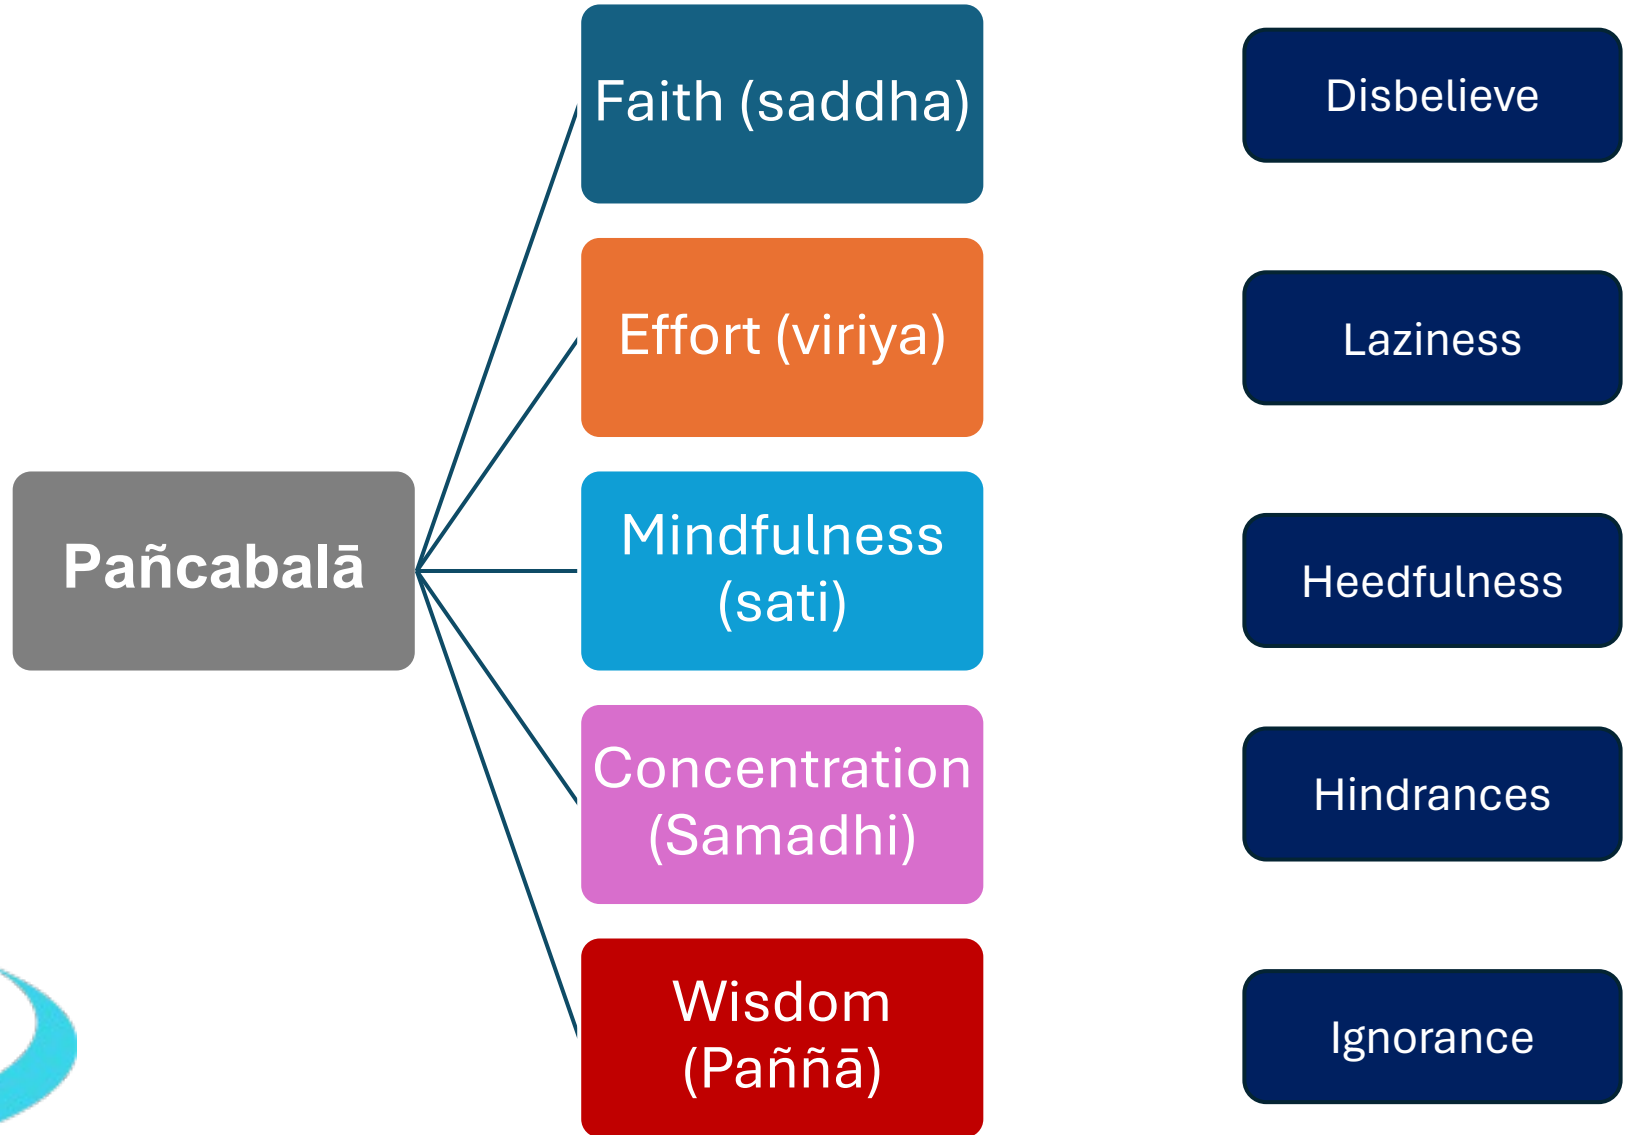 Pañcabalā
Faith (saddha)
Disbelieve
Effort (viriya)
Laziness
Mindfulness
(sati)
Heedfulness
Concentration
(Samadhi)
Hindrances
Wisdom
(Paññā)
Ignorance